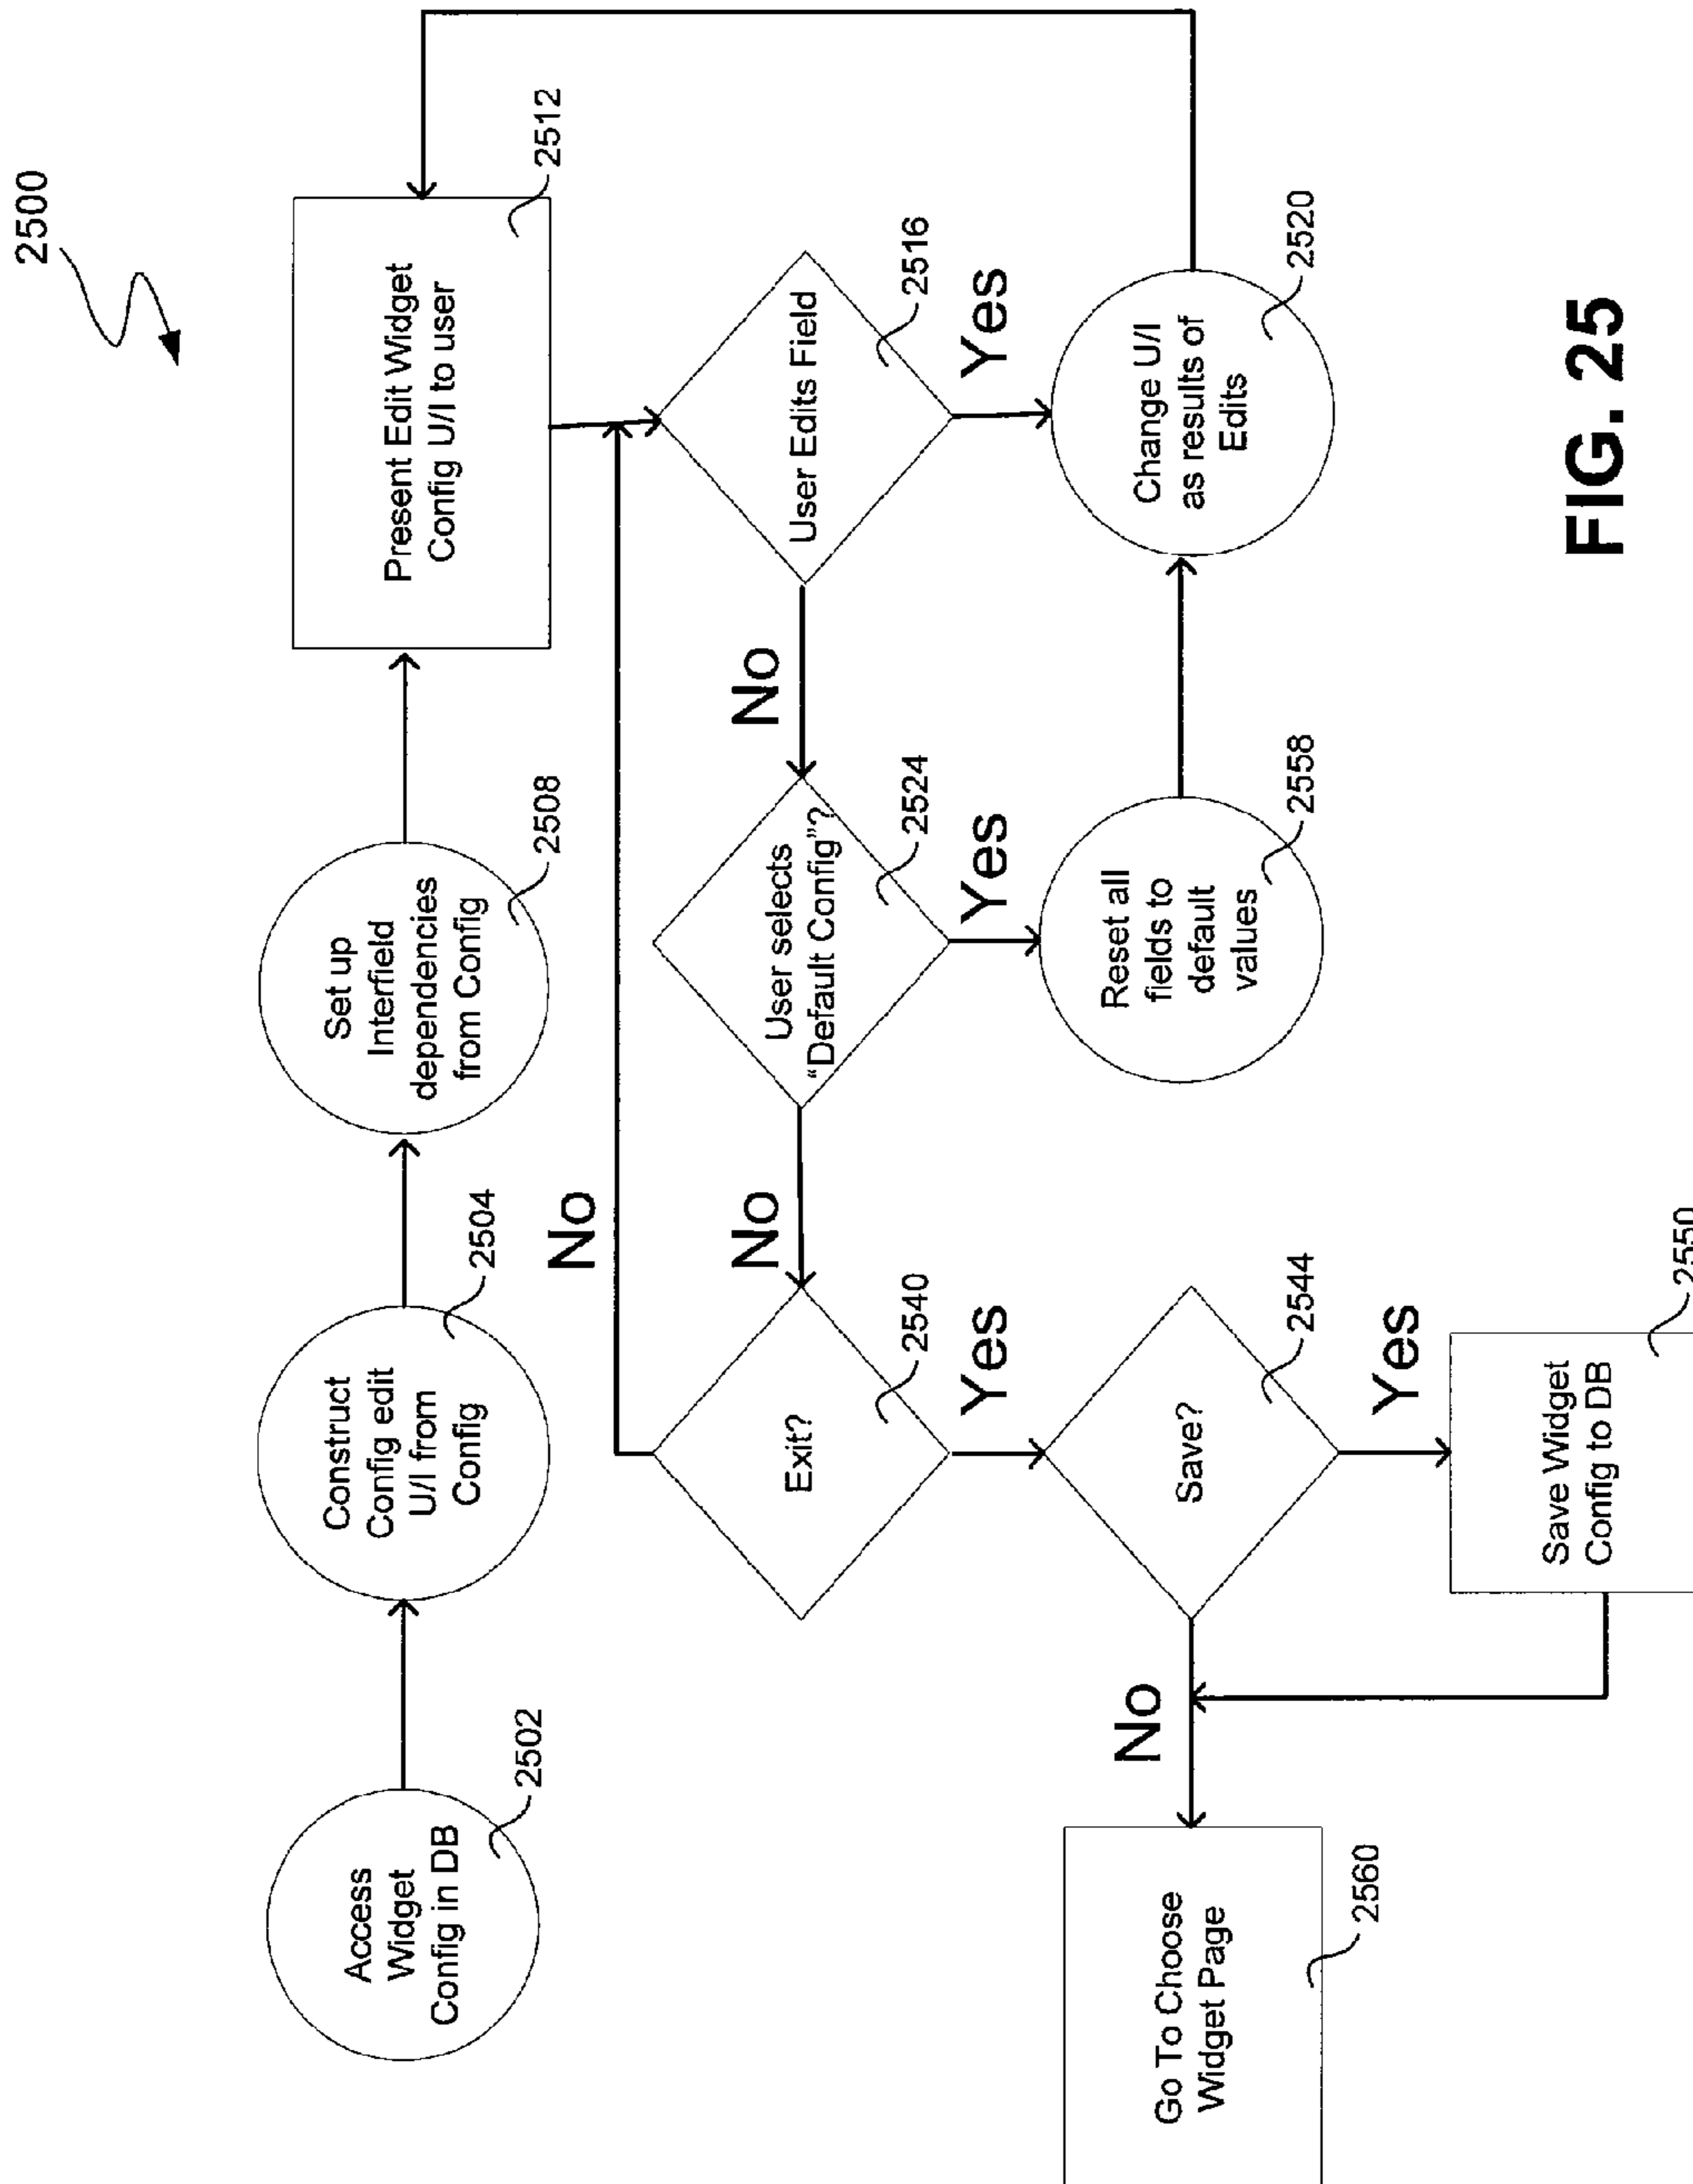 2500
Access
Widget
Config in DB
2502
Construct
Config edit
U/I from
Config
2504
Set up
Interfield
dependencies
from Config
2508
Present Edit Widget
Config U/I to user
2512
No
Exit?
2540
No
User selects
“Default Config”?
2524
No
User Edits Field
2516
Yes
Yes
Yes
Save?
2544
Reset all
fields to
default
values
2558
Change U/I
as results of
Edits
2520
No
Yes
Go To Choose
Widget Page
2560
Save Widget
Config to DB
2550
FIG. 25